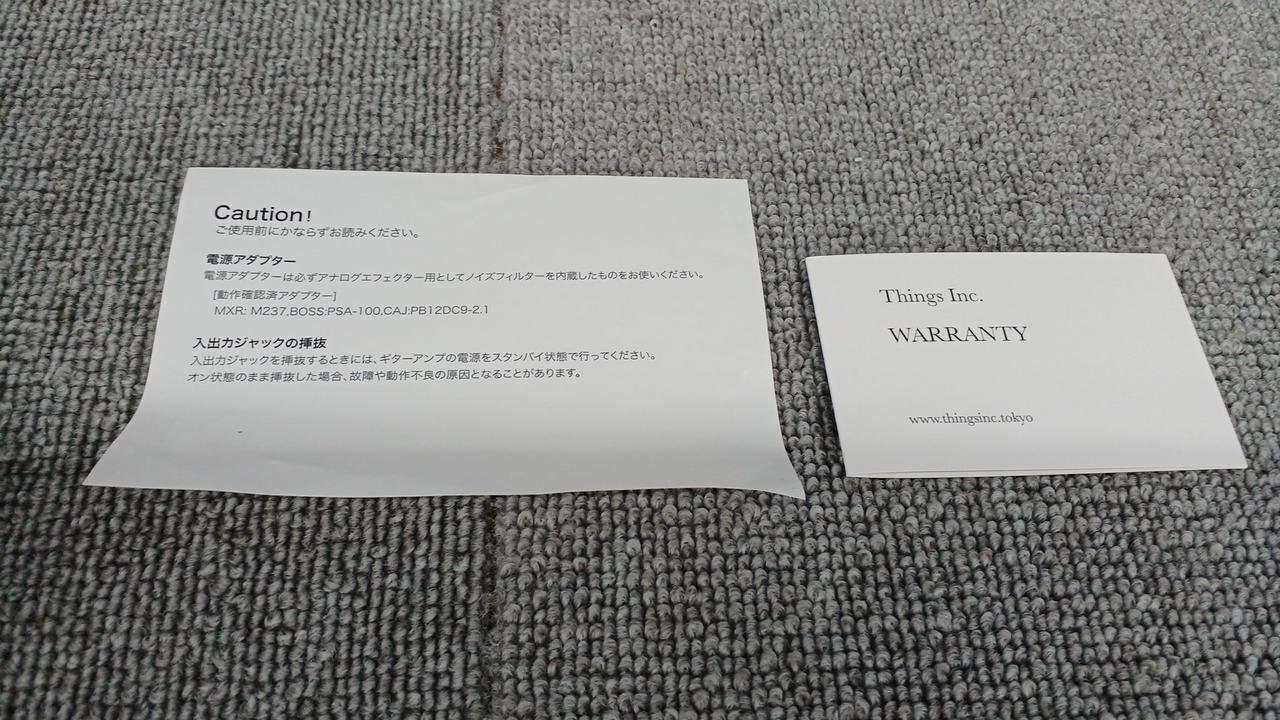 Caution!
ご使用前にかならずお読みください。
電源アダプター
電源アダプターは必ずアナログエフェクター用としてノイズフィルターを内蔵したものをお使いください。
[動作確認済アダプター]
MXR: M237,BOSS:PSA-100,CAJ:PB12DC9-2.1
入出力ジャックの挿抜
入出力ジャックを挿抜するときには、ギターアンプの電源をスタンバイ状態で行ってください。
オン状態のまま挿抜した場合、故障や動作不良の原因となることがあります。
Things Inc.
WARRANTY
www.thingsinc.tokyo